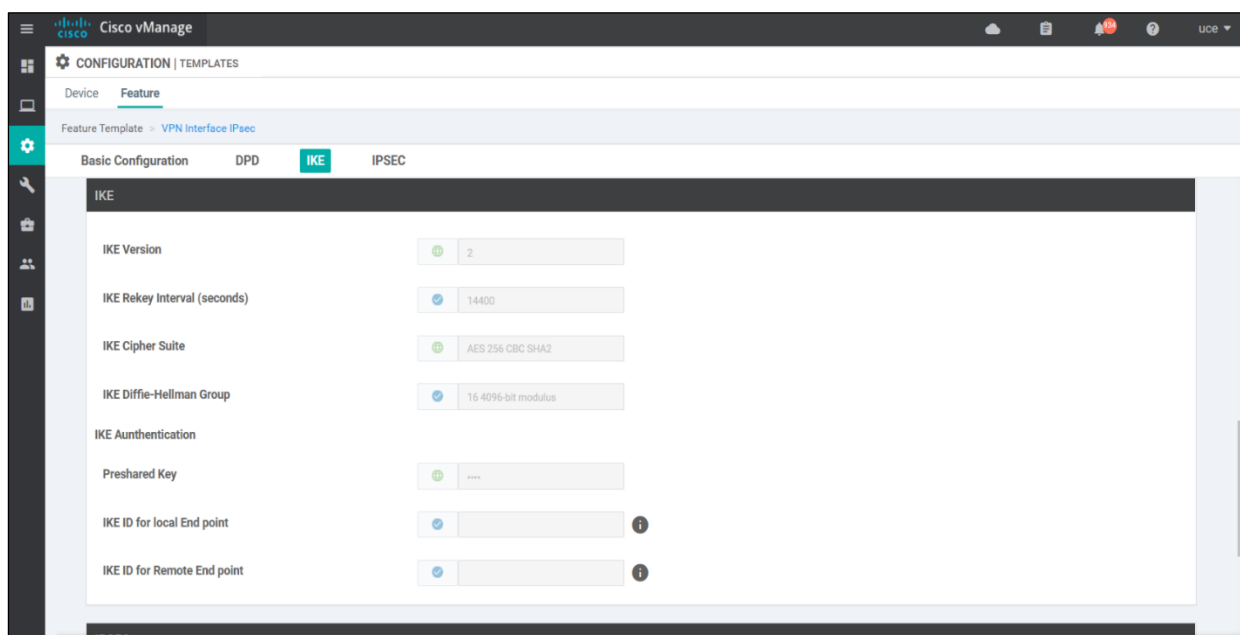 cisco Cisco vManage 934 uce
CONFIGURATION | TEMPLATES
Device Feature
Feature Template > VPN Interface IPsec
Basic Configuration DPD IKE IPSEC
IKE
IKE Version 2
IKE Rekey Interval (seconds) 14400
IKE Cipher Suite AES 256 CBC SHA2
IKE Diffie-Hellman Group 16 4096-bit modulus
IKE Aunthentication
Preshared Key ····
IKE ID for local End point
IKE ID for Remote End point